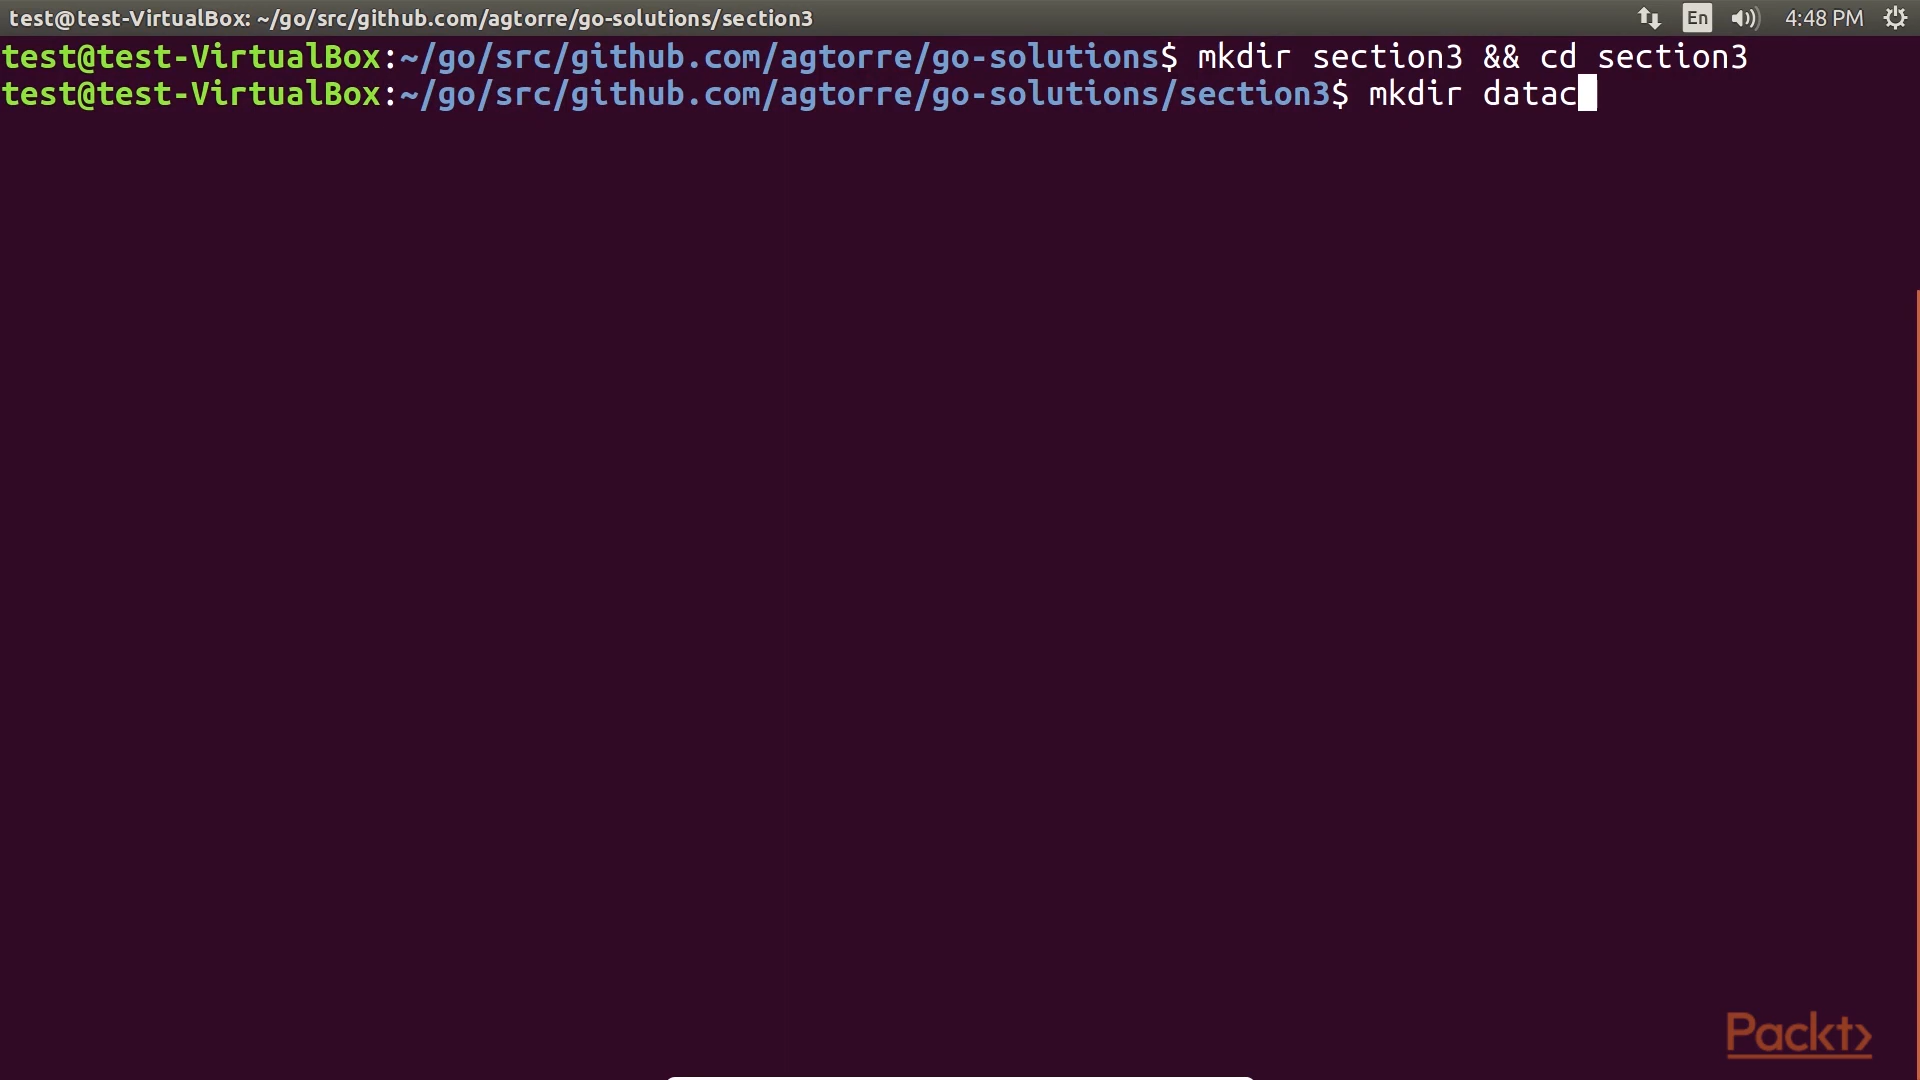 test@test-VirtualBox: ~/go/src/github.com/agtorre/go-solutions/section3 En 4:48 PM
test@test-VirtualBox:~/go/src/github.com/agtorre/go-solutions$ mkdir section3 && cd section3
test@test-VirtualBox:~/go/src/github.com/agtorre/go-solutions/section3$ mkdir datac
Packt>